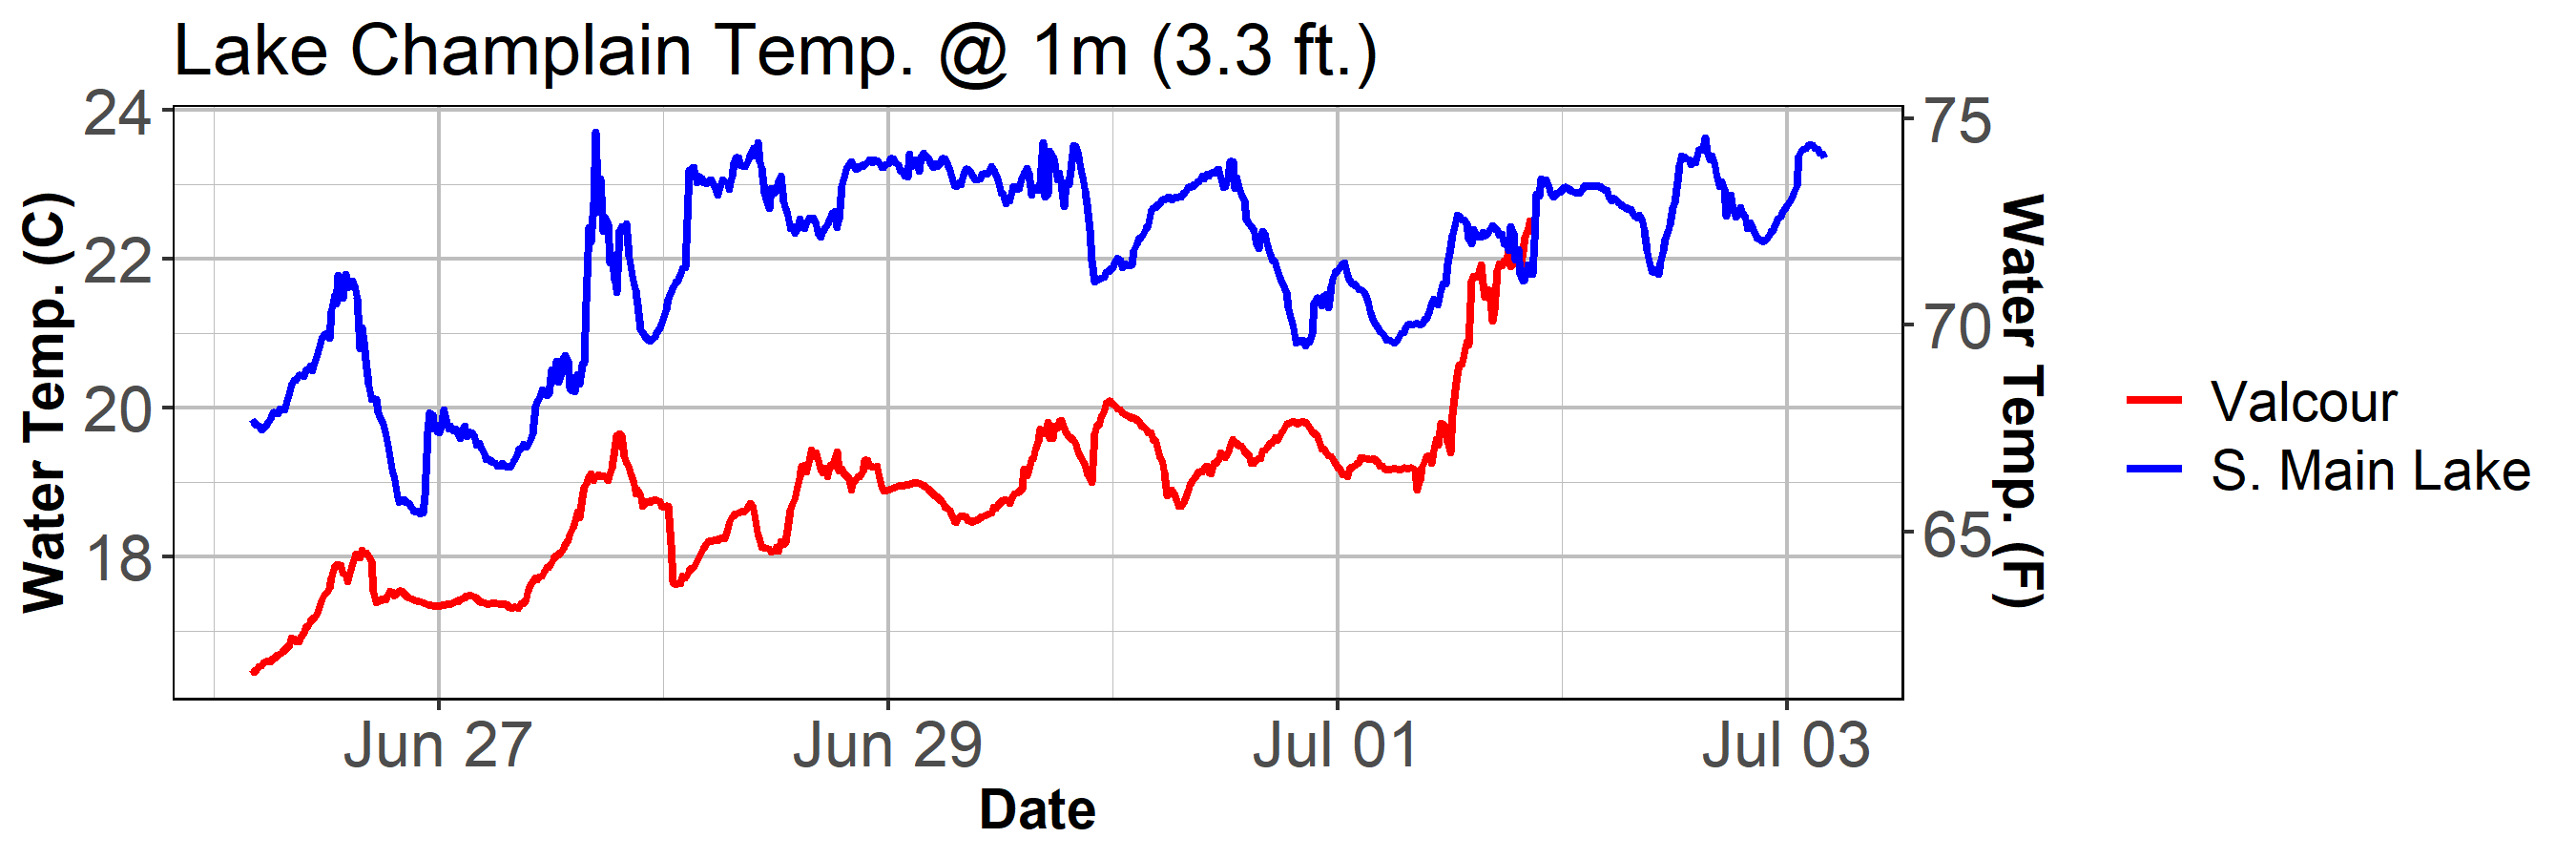 Lake Champlain Temp. @ 1m (3.3 ft.)
24
22
20
18
Water Temp. (C)
75
70
65
Water Temp. (F)
Jun 27
Jun 29
Jul 01
Jul 03
Date
Valcour
S. Main Lake